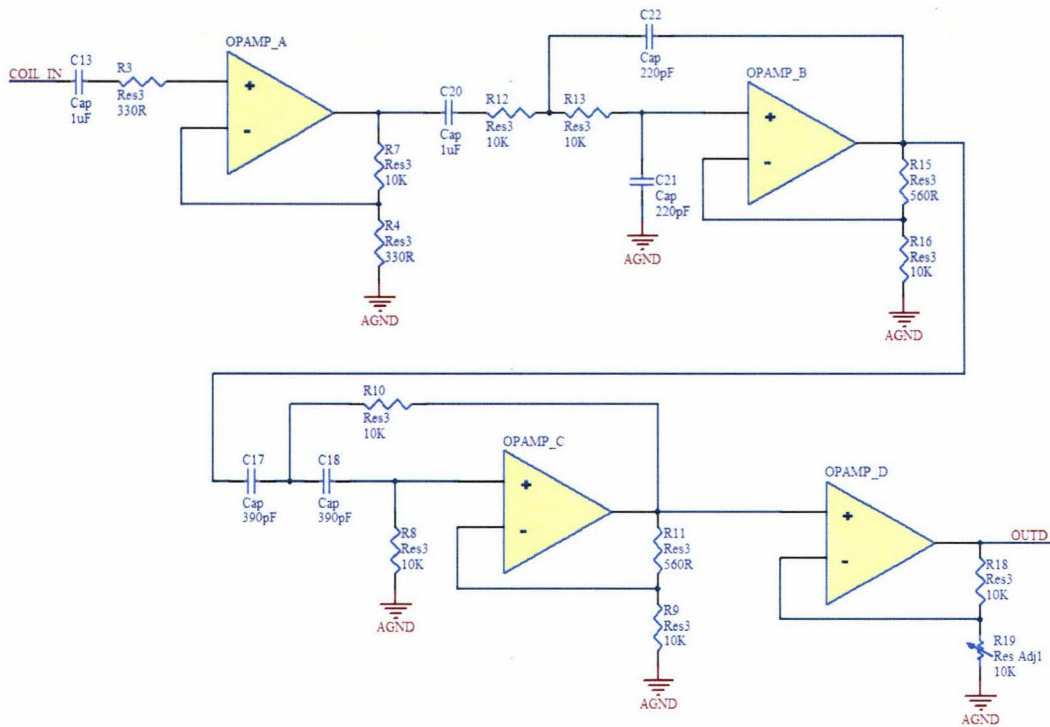 COIL_IN
C13
Cap
1uF
R3
Res3
330R
OPAMP_A
+
-
R7
Res3
10K
R4
Res3
330R
AGND
C20
Cap
1uF
R12
Res3
10K
R13
Res3
10K
C22
Cap
220pF
C21
Cap
220pF
AGND
OPAMP_B
+
-
R15
Res3
560R
R16
Res3
10K
AGND
R10
Res3
10K
C17
Cap
390pF
C18
Cap
390pF
R8
Res3
10K
AGND
OPAMP_C
+
-
R11
Res3
560R
R9
Res3
10K
AGND
OPAMP_D
+
-
OUTD
R18
Res3
10K
R19
Res Adj1
10K
AGND